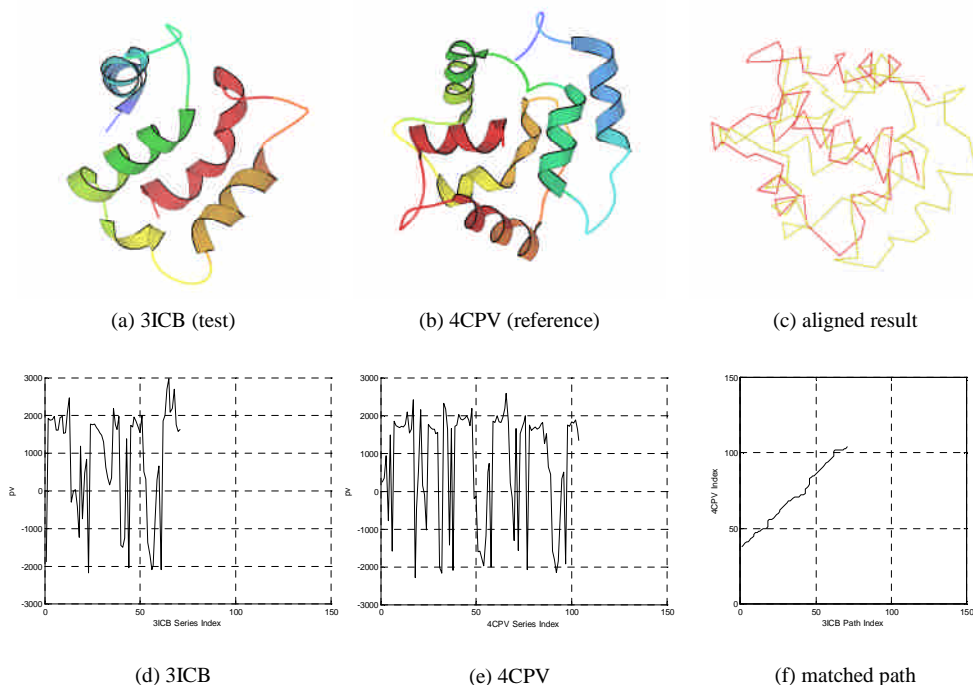 (a) 3ICB (test)
(b) 4CPV (reference)
(c) aligned result
3000
2000
1000
0
-1000
-2000
-3000
pv
0
50
100
150
3ICB Series Index
3000
2000
1000
0
-1000
-2000
-3000
pv
0
50
100
150
4CPV Series Index
150
100
50
0
4CPV Index
0
50
100
150
3ICB Path Index
(d) 3ICB
(e) 4CPV
(f) matched path